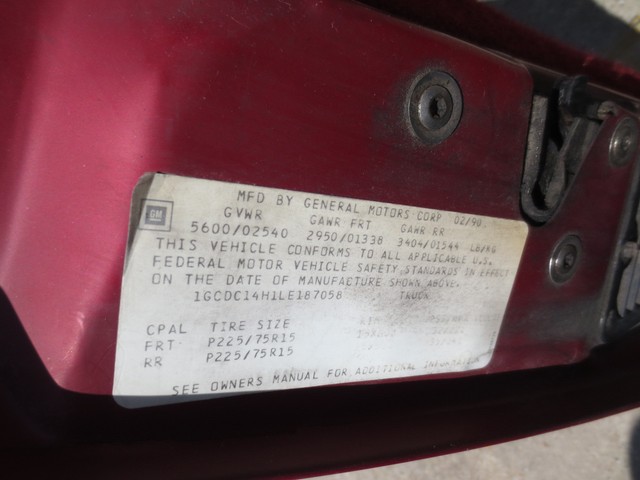 MFD BY GENERAL MOTORS CORP 02/90
GM
GVWR GAWR FRT GAWR RR
5600/02540 2950/01338 3404/01544 LB/KG
THIS VEHICLE CONFORMS TO ALL APPLICABLE U.S.
FEDERAL MOTOR VEHICLE SAFETY STANDARDS IN EFFECT
ON THE DATE OF MANUFACTURE SHOWN ABOVE.
1GCDC14H1LE187058 TRUCK
CPAL TIRE SIZE
FRT: P225/75R15
RR P225/75R15
SEE OWNERS MANUAL FOR ADDITIONAL INFORMATION